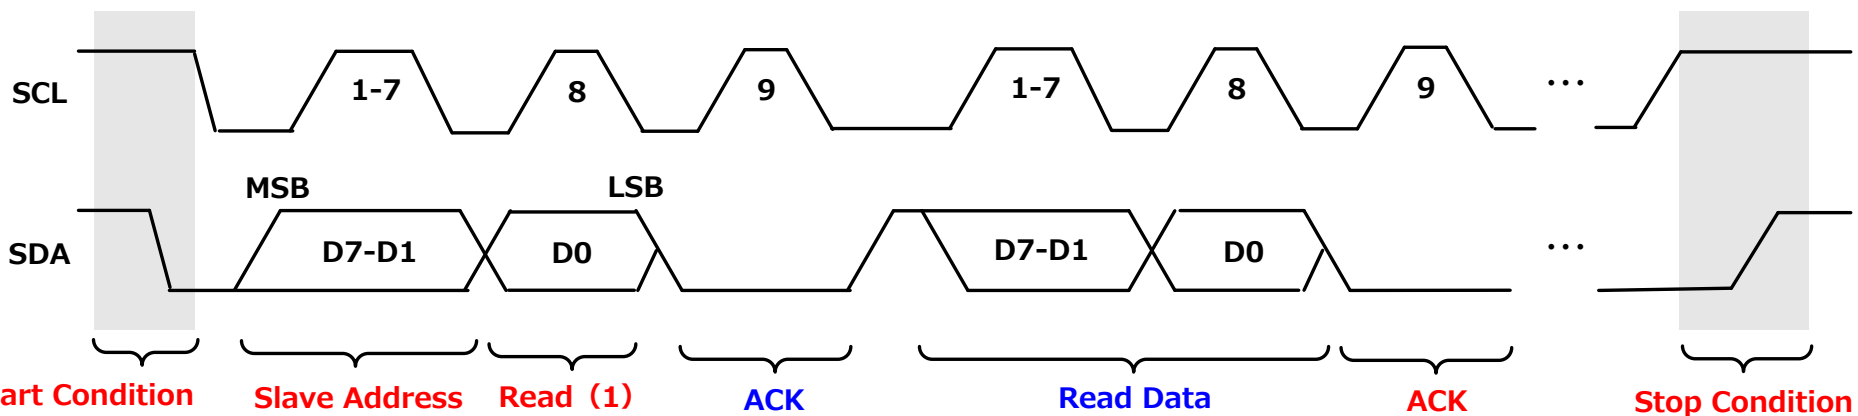 SCL 1-7 8 9 1-7 8 9 ...
MSB LSB
SDA D7-D1 D0 D7-D1 D0 ...
art Condition Slave Address Read（1） ACK Read Data ACK Stop Condition